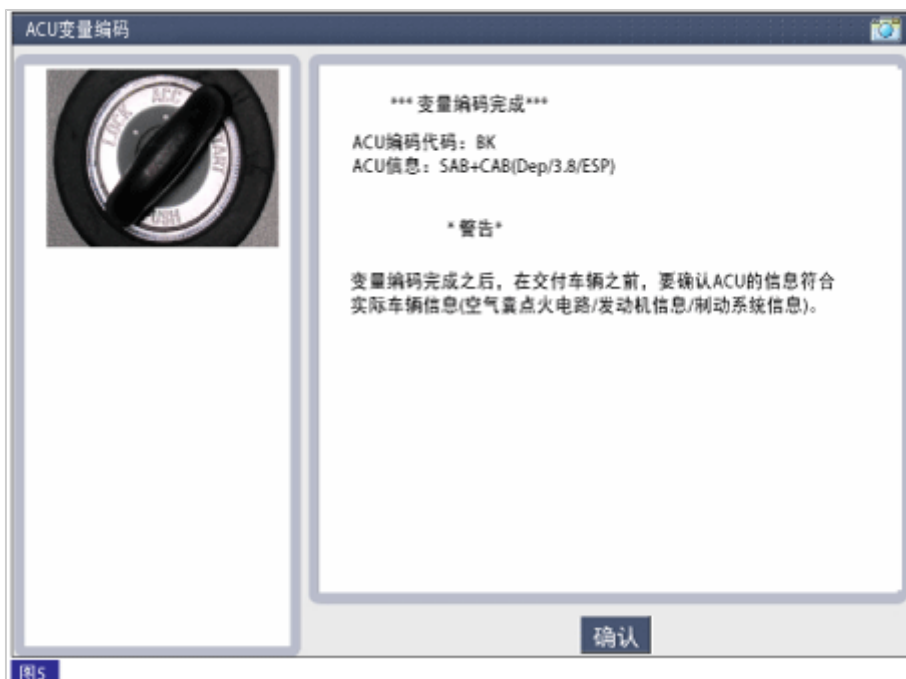 ACU变量编码
LOCK
ACC
START
PUSH
*** 变量编码完成***
ACU编码代码：BK
ACU信息：SAB+CAB(Dep/3.8/ESP)
*警告*
变量编码完成之后，在交付车辆之前，要确认ACU的信息符合
实际车辆信息(空气囊点火电路/发动机信息/制动系统信息)。
确认
图5